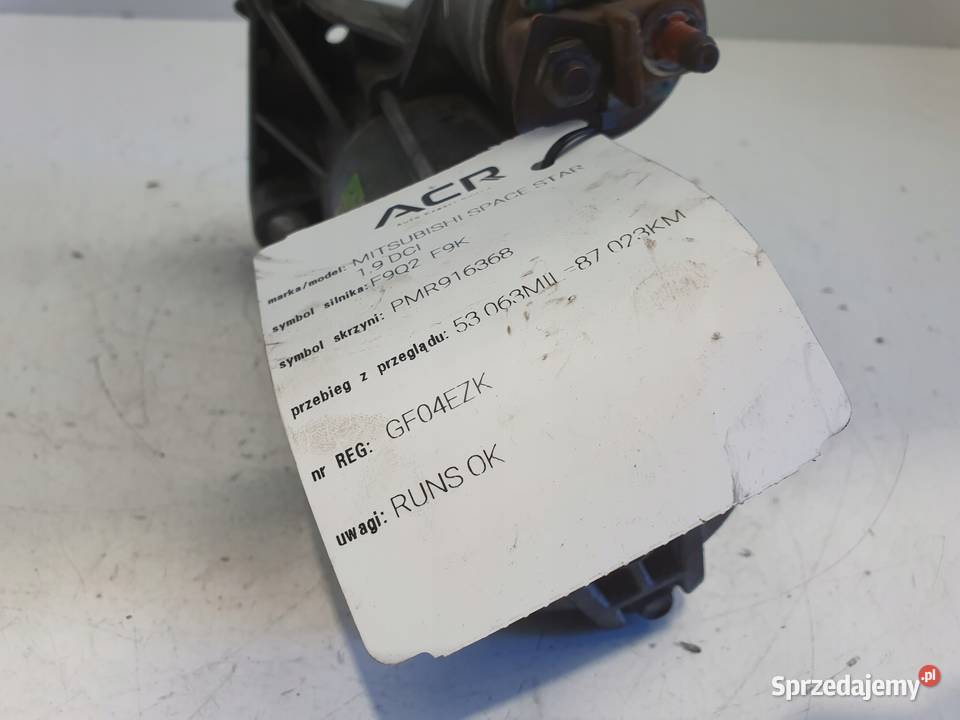 ACR
marka/model: MITSUBISHI SPACE STAR
1.9 DCI
symbol silnika: F9Q2 F9K
symbol skrzyni: PMR916368
przebieg z przeglądu: 53 063MIL =87 023KM
nr REG: GF04EZK
uwagi: RUNS OK
Sprzedajemy.pl